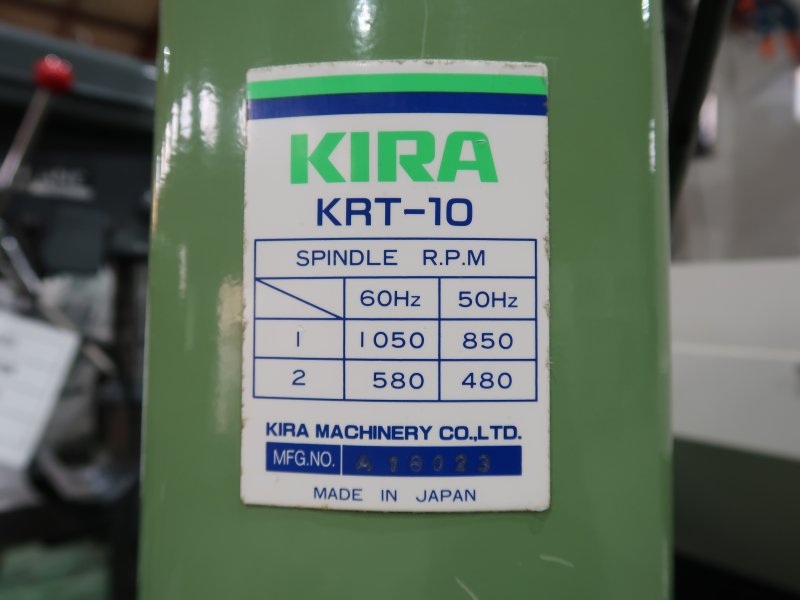 KIRA
KRT-10
SPINDLE R.P.M
60Hz 50Hz
1 1050 850
2 580 480
KIRA MACHINERY CO.,LTD.
MFG.NO. A18023
MADE IN JAPAN